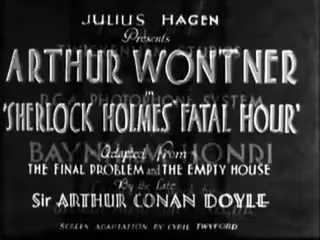 JULIUS HAGEN
Presents
ARTHUR WONTNER
in
'SHERLOCK HOLMES' FATAL HOUR'
Adapted from
THE FINAL PROBLEM and THE EMPTY HOUSE
By the Late
Sir ARTHUR CONAN DOYLE
SCREEN ADAPTATION BY CYRIL TWYFORD